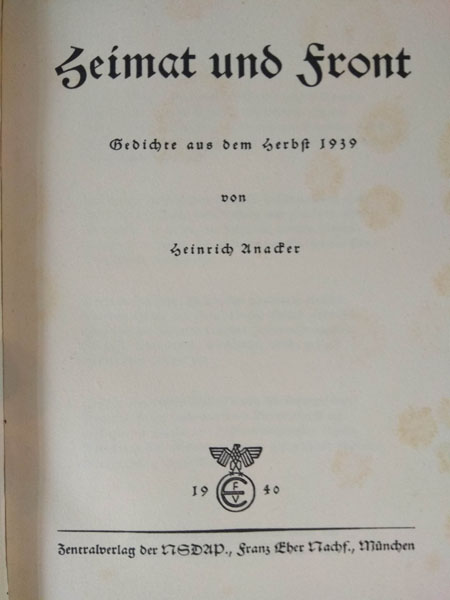 Heimat und Front
Gedichte aus dem Herbst 1939
von
Heinrich Anacker
19 FEV 40
Zentralverlag der NSDAP., Franz Eher Nachf., München